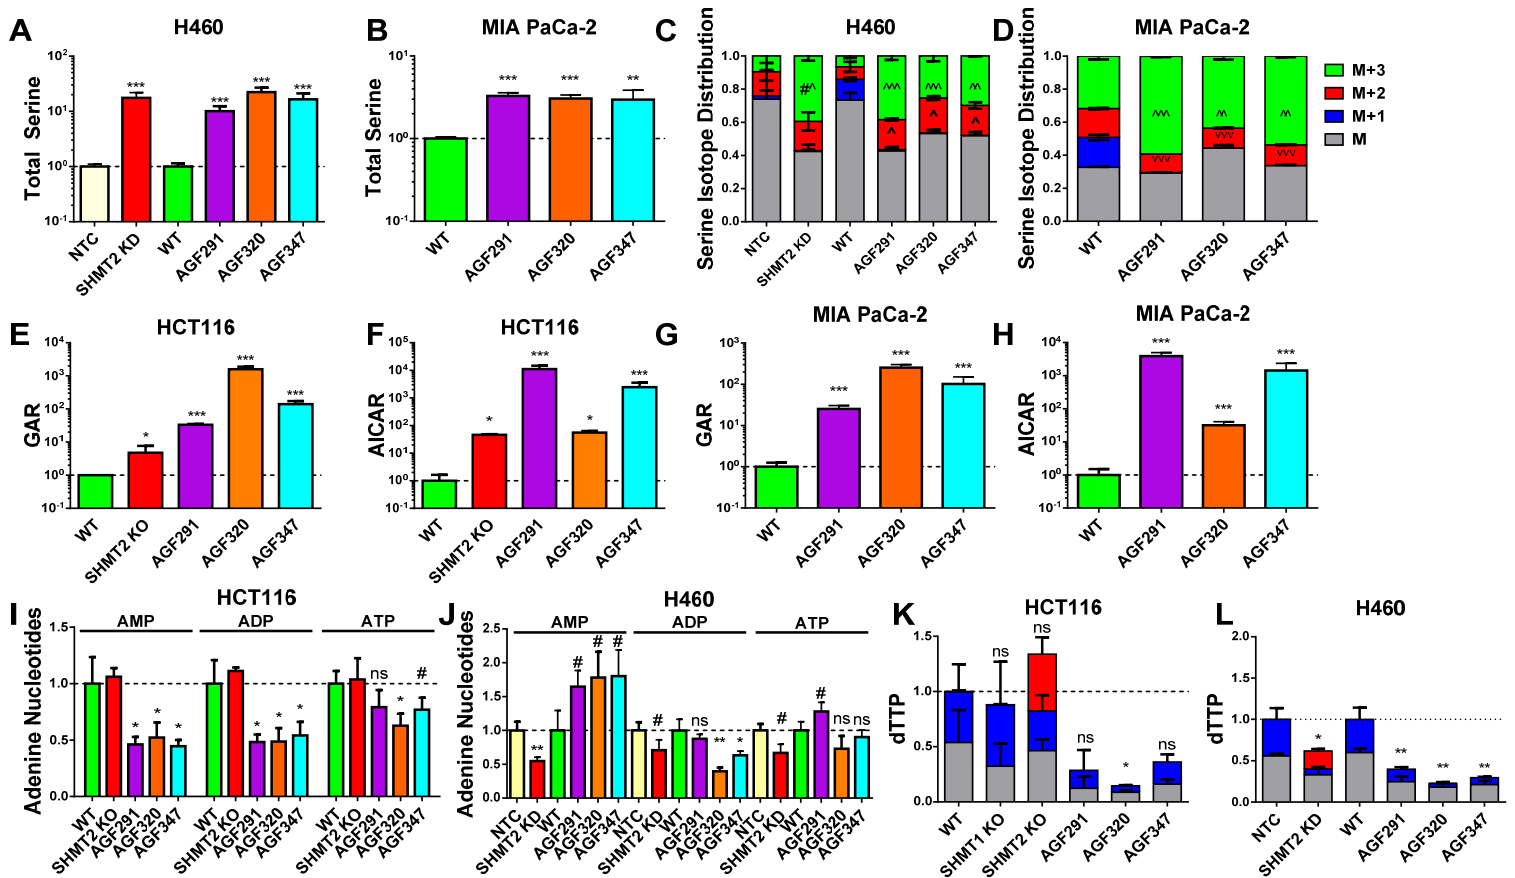 A
H460
Total Serine
10²
10¹
10⁰
10⁻¹
***
***
***
***
NTC
SHMT2 KD
WT
AGF291
AGF320
AGF347
B
MIA PaCa-2
Total Serine
10¹
10⁰
10⁻¹
***
***
**
WT
AGF291
AGF320
AGF347
C
H460
Serine Isotope Distribution
1.0
0.8
0.6
0.4
0.2
0.0
#^
^^^
^
^^^
^
^^
^
NTC
SHMT2 KD
WT
AGF291
AGF320
AGF347
D
MIA PaCa-2
Serine Isotope Distribution
1.0
0.8
0.6
0.4
0.2
0.0
^^^
vvv
^^
vvv
^^
vvv
WT
AGF291
AGF320
AGF347
M+3
M+2
M+1
M
E
HCT116
GAR
10⁴
10³
10²
10¹
10⁰
10⁻¹
*
***
***
***
WT
SHMT2 KO
AGF291
AGF320
AGF347
F
HCT116
AICAR
10⁵
10⁴
10³
10²
10¹
10⁰
10⁻¹
*
***
*
***
WT
SHMT2 KO
AGF291
AGF320
AGF347
G
MIA PaCa-2
GAR
10³
10²
10¹
10⁰
10⁻¹
***
***
***
WT
AGF291
AGF320
AGF347
H
MIA PaCa-2
AICAR
10⁴
10³
10²
10¹
10⁰
10⁻¹
***
***
***
WT
AGF291
AGF320
AGF347
I
HCT116
Adenine Nucleotides
AMP
ADP
ATP
1.5
1.0
0.5
0.0
*
*
*
*
*
*
ns
*
#
WT
SHMT2 KO
AGF291
AGF320
AGF347
WT
SHMT2 KO
AGF291
AGF320
AGF347
WT
SHMT2 KO
AGF291
AGF320
AGF347
J
H460
Adenine Nucleotides
AMP
ADP
ATP
2.5
2.0
1.5
1.0
0.5
0.0
**
#
#
#
#
ns
**
*
#
#
ns
ns
NTC
SHMT2 KD
WT
AGF291
AGF320
AGF347
NTC
SHMT2 KD
WT
AGF291
AGF320
AGF347
NTC
SHMT2 KD
WT
AGF291
AGF320
AGF347
K
HCT116
dTTP
1.5
1.0
0.5
0.0
ns
ns
ns
*
ns
WT
SHMT1 KO
SHMT2 KO
AGF291
AGF320
AGF347
L
H460
dTTP
2.0
1.5
1.0
0.5
0.0
*
**
**
**
NTC
SHMT2 KD
WT
AGF291
AGF320
AGF347